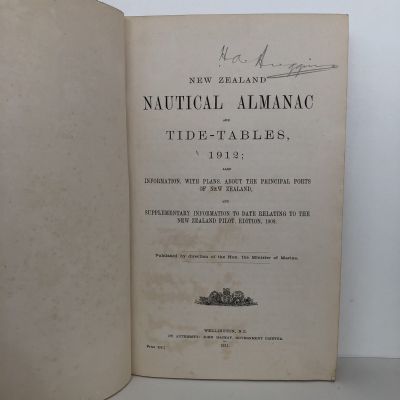 NEW ZEALAND
NAUTICAL ALMANAC
AND
TIDE-TABLES,
1912;
ALSO
INFORMATION, WITH PLANS, ABOUT THE PRINCIPAL PORTS
OF NEW ZEALAND,
AND
SUPPLEMENTARY INFORMATION TO DATE RELATING TO THE
NEW ZEALAND PILOT, EDITION, 1908.
Published by direction of the Hon. the Minister of Marine.
WELLINGTON, N.Z.
BY AUTHORITY: JOHN MACKAY, GOVERNMENT PRINTER.
1911.